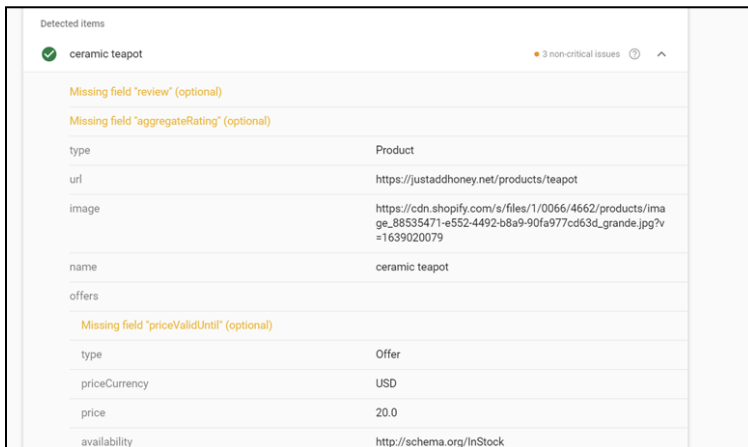 Detected items
ceramic teapot
3 non-critical issues
Missing field "review" (optional)
Missing field "aggregateRating" (optional)
type Product
url https://justaddhoney.net/products/teapot
image https://cdn.shopify.com/s/files/1/0066/4662/products/ima
ge_88535471-e552-4492-b8a9-90fa977cd63d_grande.jpg?v
=1639020079
name ceramic teapot
offers
Missing field "priceValidUntil" (optional)
type Offer
priceCurrency USD
price 20.0
availability http://schema.org/InStock